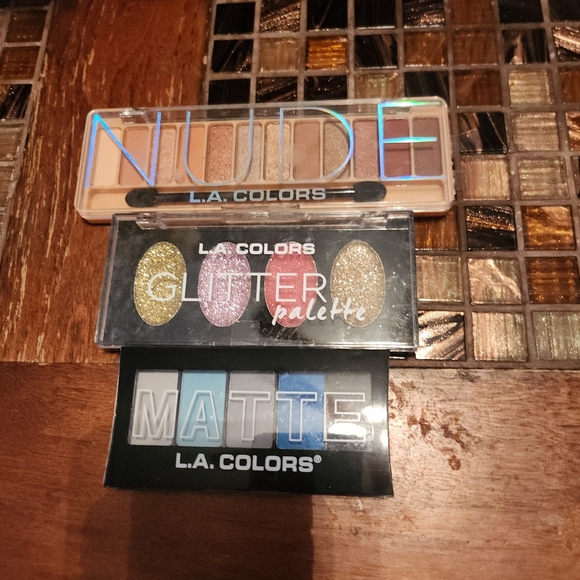 NUDE
L.A. COLORS
L.A. COLORS
GLITTER
palette
MATTE
L.A. COLORS®